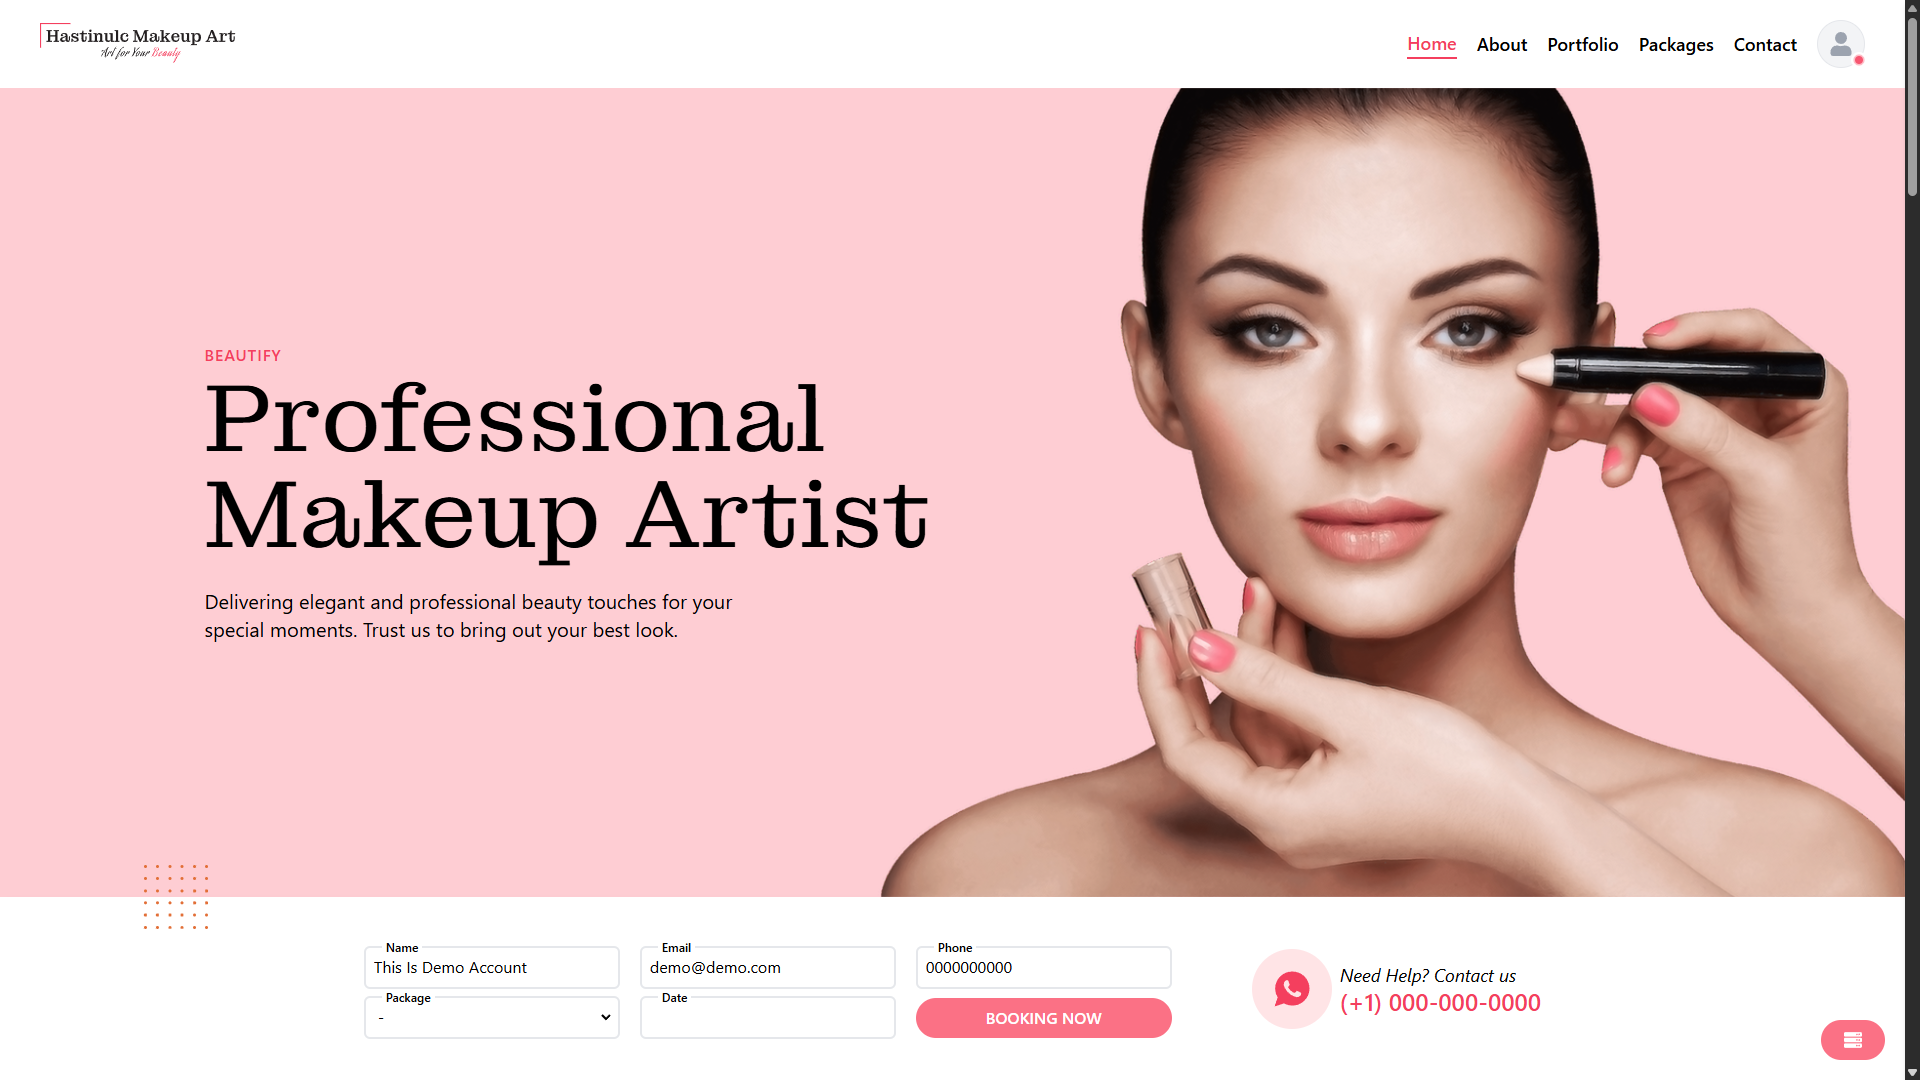 Hastinulc Makeup Art
Art for Your Beauty
Home
About
Portfolio
Packages
Contact
BEAUTIFY
Professional
Makeup Artist
Delivering elegant and professional beauty touches for your
special moments. Trust us to bring out your best look.
Name
This Is Demo Account
Email
demo@demo.com
Phone
0000000000
Package
-
Date
BOOKING NOW
Need Help? Contact us
(+1) 000-000-0000